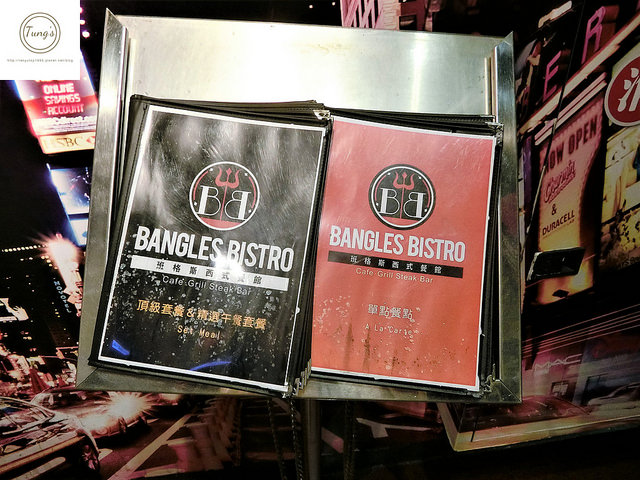 Tung's
ONLINE
SAVINGS
ACCOUNT
SBC
BB
BANGLES BISTRO
班格斯西式餐館
Cafe·Grill Steak Bar
頂級套餐&精選午餐套餐
Set Meal
BB
BANGLES BISTRO
班格斯西式餐館
Cafe·Grill Steak Bar
單點餐點
A La Carte
E R
OW OPEN
&
DURACELL